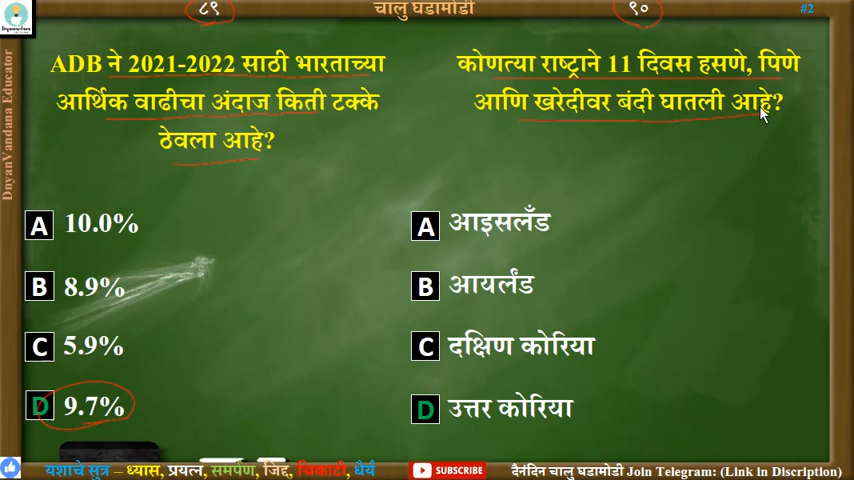 ८९
चालु घडामोडी
९०
#2
DnyanVandana Educator
ADB ने 2021-2022 साठी भारताच्या
आर्थिक वाढीचा अंदाज किती टक्के
ठेवला आहे?
A 10.0%
B 8.9%
C 5.9%
D 9.7%
कोणत्या राष्ट्राने 11 दिवस हसणे, पिणे
आणि खरेदीवर बंदी घातली आहे?
A आइसलँड
B आयर्लंड
C दक्षिण कोरिया
D उत्तर कोरिया
यशाचे सुत्र – ध्यास, प्रयत्न, समर्पण, जिद्द, चिकाटी, धैर्य
SUBSCRIBE
दैनंदिन चालु घडामोडी Join Telegram: (Link in Discription)